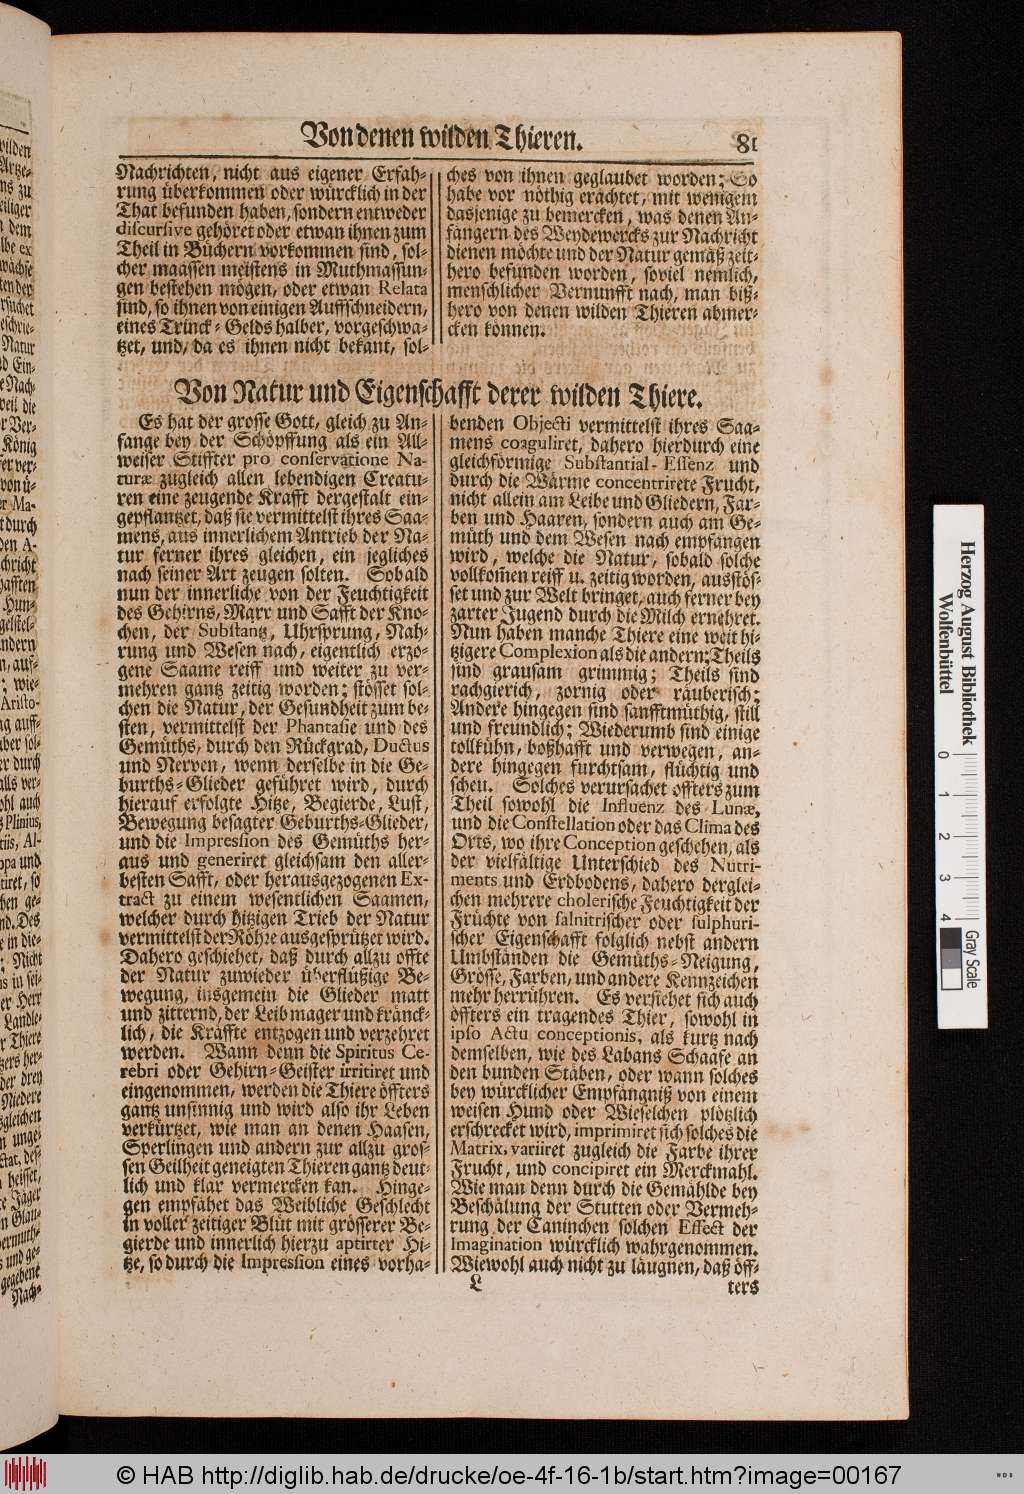 Von denen wilden Thieren.
81
Nachrichten, nicht aus eigener Erfah-
rung überkommen oder würcklich in der
That befunden haben, sondern entweder
discursive gehöret oder etwan ihnen zum
Theil in Büchern vorkommen sind, sol-
cher maassen meistens in Muthmassun-
gen bestehen mögen, oder etwan Relata
sind, so ihnen von einigen Auffschneidern,
eines Trinck-Gelds halber, vorgeschwa-
tzet, und, da es ihnen nicht bekant, sol-
ches von ihnen geglaubet worden; So
habe vor nöthig erachtet, mit wenigem
dasjenige zu bemercken, was denen An-
fängern des Weydewercks zur Nachricht
dienen möchte und der Natur gemäß zeit-
hero befunden worden, soviel nemlich,
menschlicher Vernunfft nach, man biß-
hero von denen wilden Thieren abmer-
cken können.
Von Natur und Eigenschafft derer wilden Thiere.
Es hat der grosse Gott, gleich zu An-
fange bey der Schöpffung als ein All-
weiser Stiffter pro conservatione Na-
turæ zugleich allen lebendigen Creatu-
ren eine zeugende Krafft dergestalt ein-
gepflantzet, daß sie vermittelst ihres Saa-
mens, aus innerlichem Antrieb der Na-
tur ferner ihres gleichen, ein jegliches
nach seiner Art zeugen solten. Sobald
nun der innerliche von der Feuchtigkeit
des Gehirns, Marr und Safft der Kno-
chen, der Substantz, Uhrsprung, Nah-
rung und Wesen nach, eigentlich erzo-
gene Saame reiff und weiter zu ver-
mehren gantz zeitig worden; stösset sol-
chen die Natur, der Gesundheit zum be-
sten, vermittelst der Phantasie und des
Gemüths, durch den Rückgrad, Ductus
und Nerven, wenn derselbe in die Ge-
burths-Glieder geführet wird, durch
hierauf erfolgte Hitze, Begierde, Lust,
Bewegung besagter Geburths-Glieder,
und die Impression des Gemüths her-
aus und generiret gleichsam den aller-
besten Safft, oder herausgezogenen Ex-
tract zu einem wesentlichen Saamen,
welcher durch hitzigen Trieb der Natur
vermittelst der Röhre ausgesprützet wird.
Dahero geschiehet, daß durch allzu offte
der Natur zuwieder überflüßige Be-
wegung, insgemein die Glieder matt
und zitternd, der Leib mager und kränck-
lich, die Kräffte entzogen und verzehret
werden. Wann denn die Spiritus Ce-
rebri oder Gehirn-Geister irritiret und
eingenommen, werden die Thiere öffters
gantz unsinnig und wird also ihr Leben
verkürtzet, wie man an denen Haasen,
Sperlingen und andern zur allzu gros-
sen Geilheit geneigten Thieren gantz deut-
lich und klar vermercken kan. Hinge-
gen empfähet das Weibliche Geschlecht
in voller zeitiger Blüt mit grösserer Be-
gierde und innerlich hierzu aptirter Hi-
tze, so durch die Impression eines vorha-
benden Objecti vermittelst ihres Saa-
mens coaguliret, dahero hierdurch eine
gleichförmige Substantial-Essenz und
durch die Wärme concentrirete Frucht,
nicht allein am Leibe und Gliedern, Far-
ben und Haaren, sondern auch am Ge-
müth und dem Wesen nach empfangen
wird, welche die Natur, sobald solche
vollkom̃en reiff u. zeitig worden, ausstös-
set und zur Welt bringet, auch ferner bey
zarter Jugend durch die Milch ernehret.
Nun haben manche Thiere eine weit hi-
tzigere Complexion als die andern; Theils
sind grausam grimmig; Theils sind
rachgierich, zornig oder räuberisch;
Andere hingegen sind sanfftmüthig, still
und freundlich; Wiederumb sind einige
tollkühn, boßhafft und verwegen, an-
dere hingegen furchtsam, flüchtig und
scheu. Solches verursachet offters zum
Theil sowohl die Influenz des Lunæ,
und die Constellation oder das Clima des
Orts, wo ihre Conception geschehen, als
der vielfältige Unterschied des Nutri-
ments und Erdbodens, dahero derglei-
chen mehrere cholerische Feuchtigkeit der
Früchte von salnitrischer oder sulphuri-
scher Eigenschafft folglich nebst andern
Umbständen die Gemüths-Neigung,
Grösse, Farben, und andere Kennzeichen
mehr herrühren. Es versiehet sich auch
öffters ein tragendes Thier, sowohl in
ipso Actu conceptionis, als kurtz nach
demselben, wie des Labans Schaafe an
den bunden Stäben, oder wann solches
bey würcklicher Empfängniß von einem
weisen Hund oder Wieselchen plötzlich
erschrecket wird, imprimiret sich solches die
Matrix, variiret zugleich die Farbe ihrer
Frucht, und concipiret ein Merckmahl.
Wie man denn durch die Gemählde bey
Beschälung der Stutten oder Vermeh-
rung der Caninchen solchen Effect der
Imagination würcklich wahrgenommen.
Wiewohl auch nicht zu läugnen, daß öff-
L
ters
Herzog August Bibliothek
Wolfenbüttel
0 1 2 3 4
Gray Scale
© HAB http://diglib.hab.de/drucke/oe-4f-16-1b/start.htm?image=00167